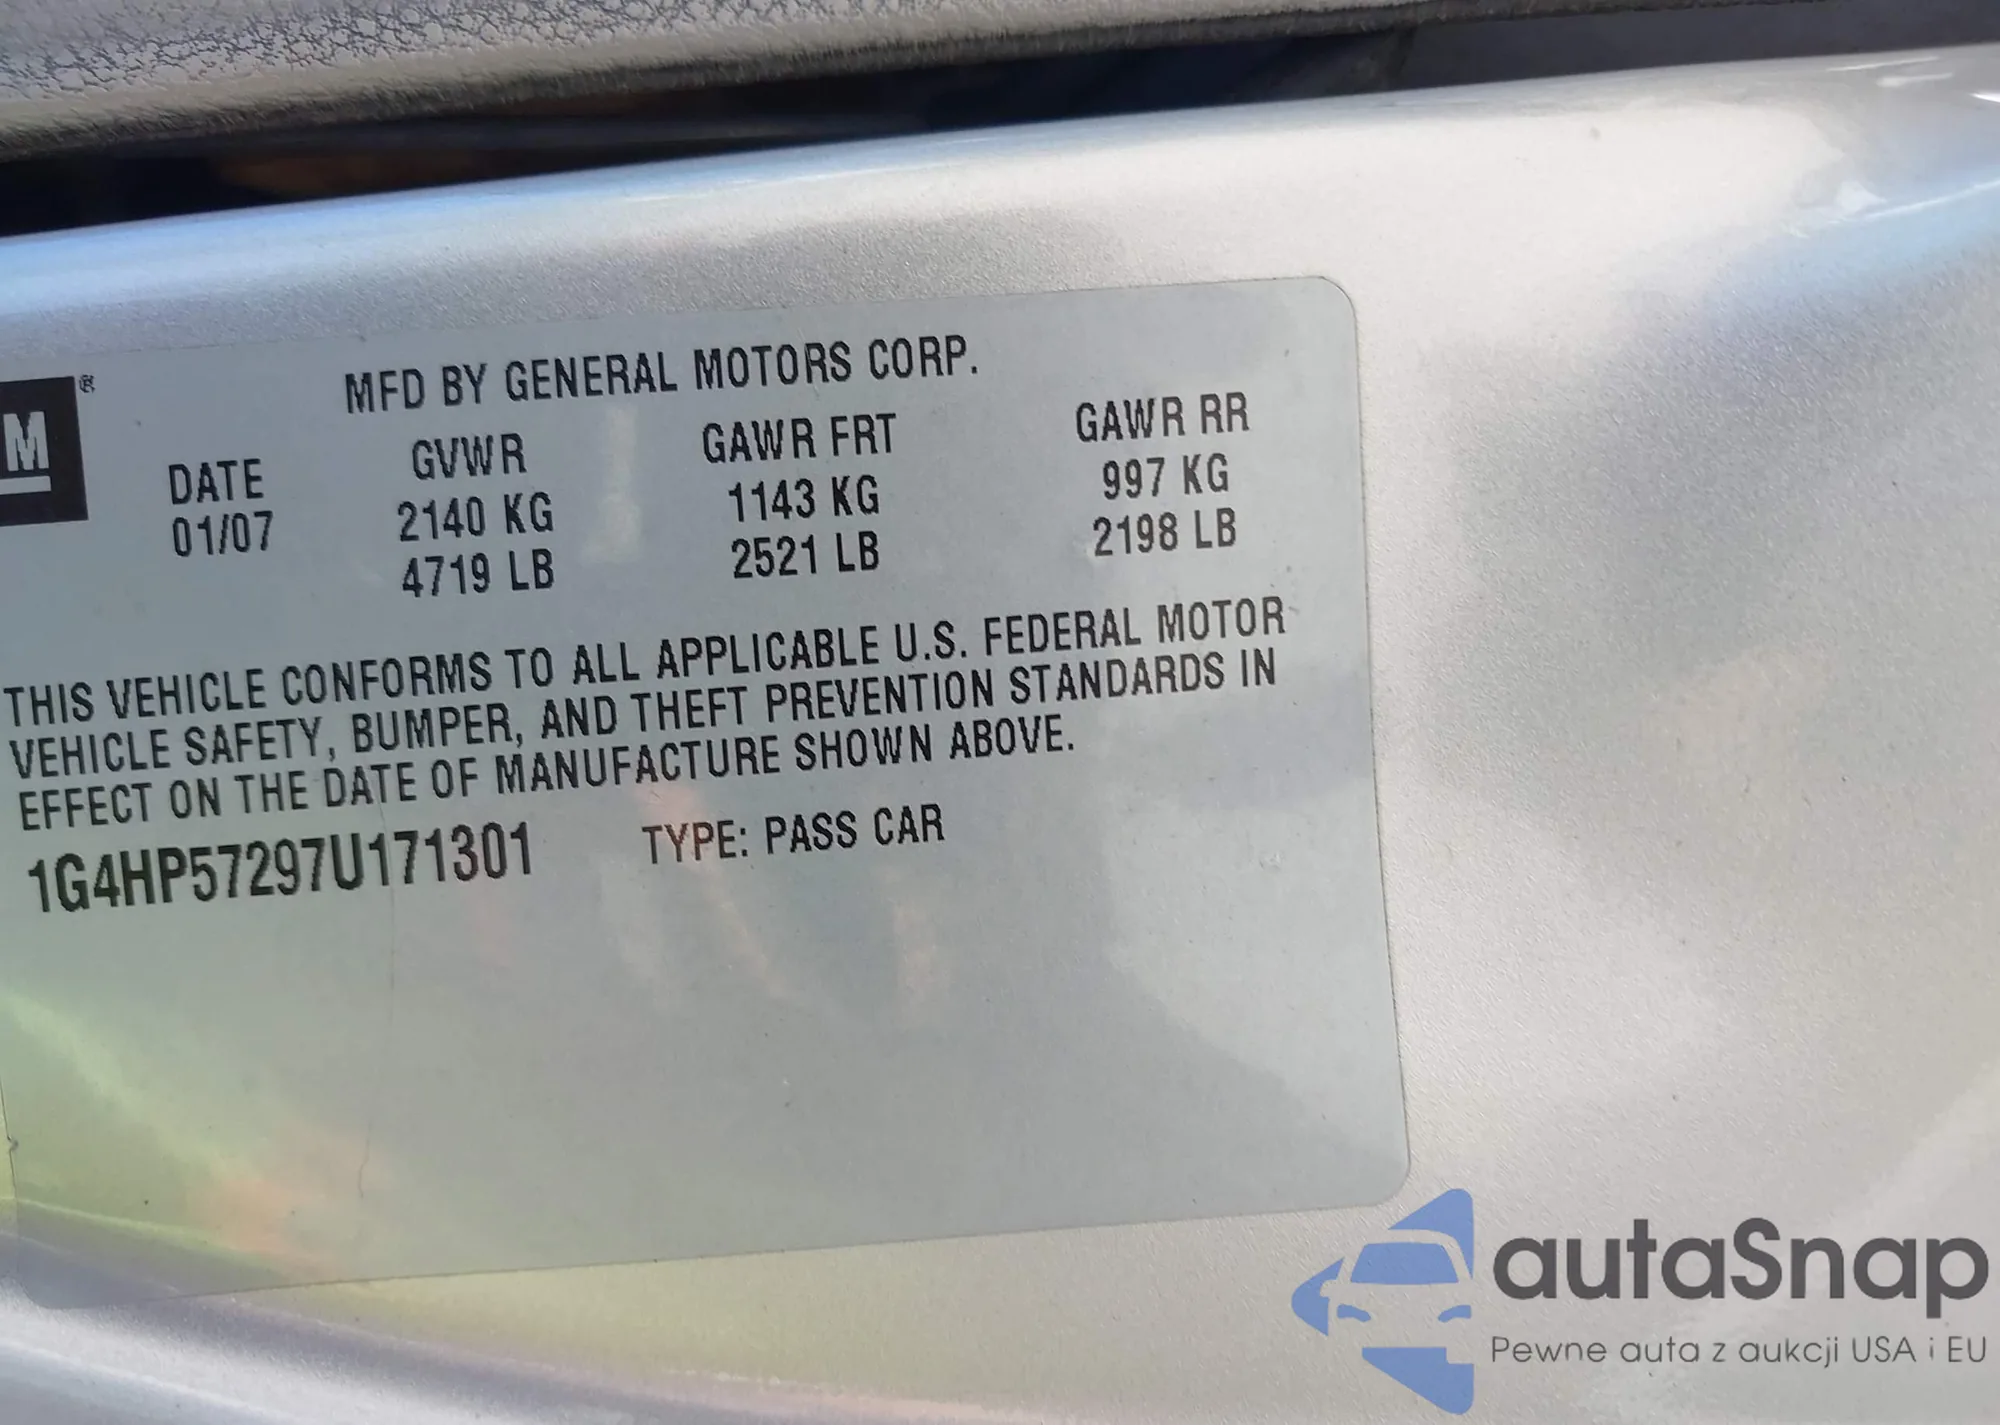 M ®
MFD BY GENERAL MOTORS CORP.
DATE GVWR GAWR FRT GAWR RR
01/07 2140 KG 1143 KG 997 KG
4719 LB 2521 LB 2198 LB
THIS VEHICLE CONFORMS TO ALL APPLICABLE U.S. FEDERAL MOTOR
VEHICLE SAFETY, BUMPER, AND THEFT PREVENTION STANDARDS IN
EFFECT ON THE DATE OF MANUFACTURE SHOWN ABOVE.
1G4HP57297U171301 TYPE: PASS CAR
autaSnap
Pewne auta z aukcji USA i EU